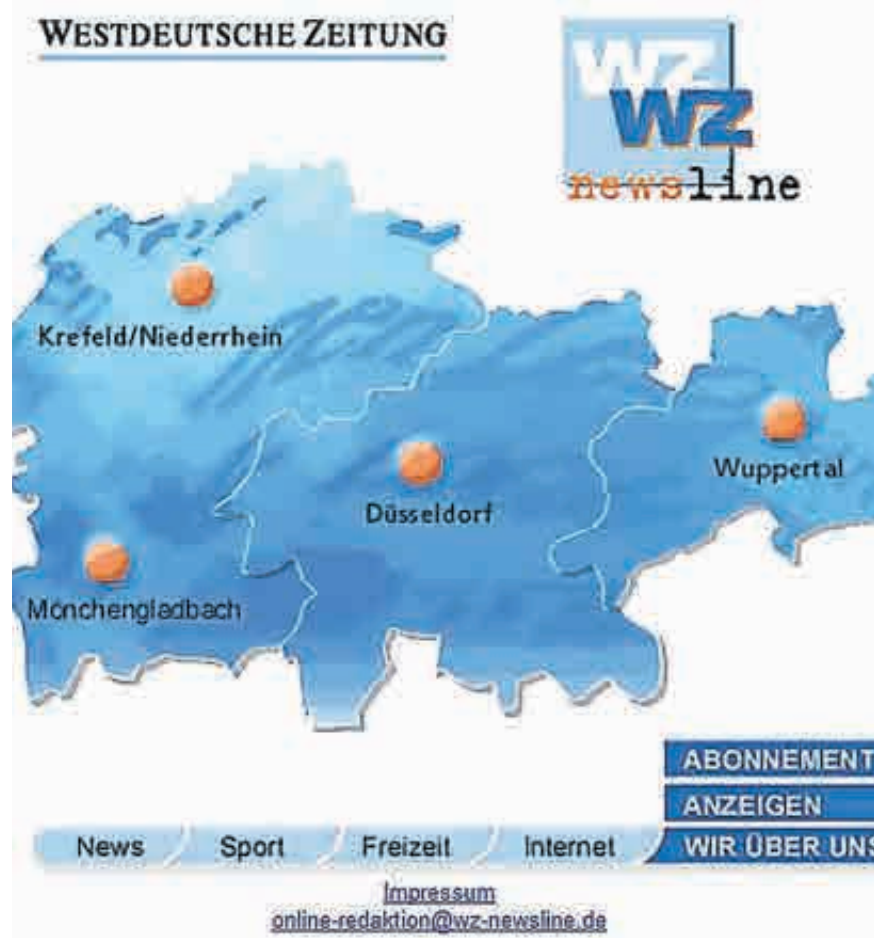 WESTDEUTSCHE ZEITUNG
WZ
WZ
newsline
Krefeld/Niederrhein
Wuppertal
Düsseldorf
Mönchengladbach
ABONNEMENT
ANZEIGEN
News Sport Freizeit Internet WIR ÜBER UNS
Impressum
online-redaktion@wz-newsline.de